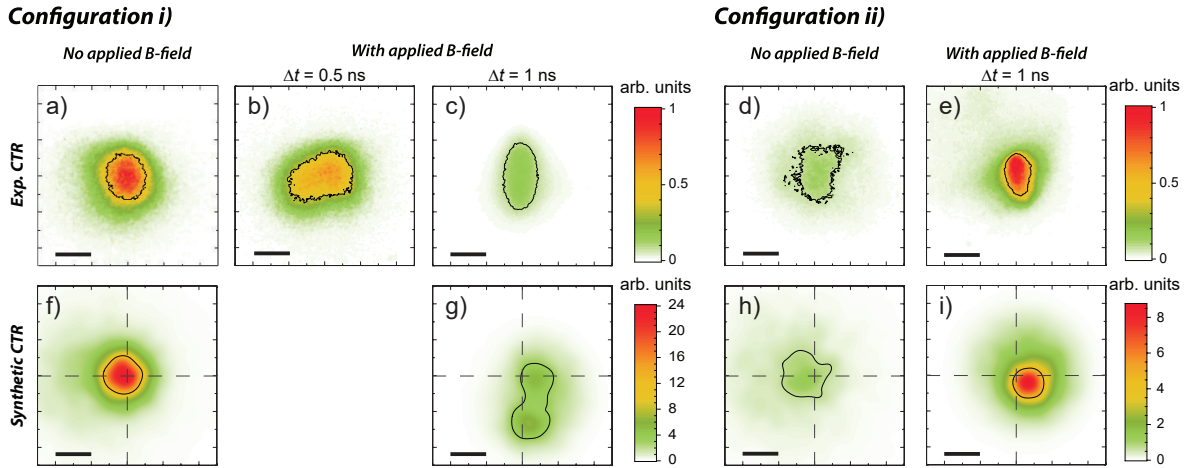 Configuration i)
Configuration ii)
No applied B-field
With applied B-field
No applied B-field
With applied B-field
Δt = 0.5 ns
Δt = 1 ns
Δt = 1 ns
arb. units
arb. units
Exp. CTR
a)
b)
c)
d)
e)
1
0.5
0
1
0.5
0
arb. units
arb. units
Synthetic CTR
f)
g)
h)
i)
24
20
16
12
8
4
0
8
6
4
2
0